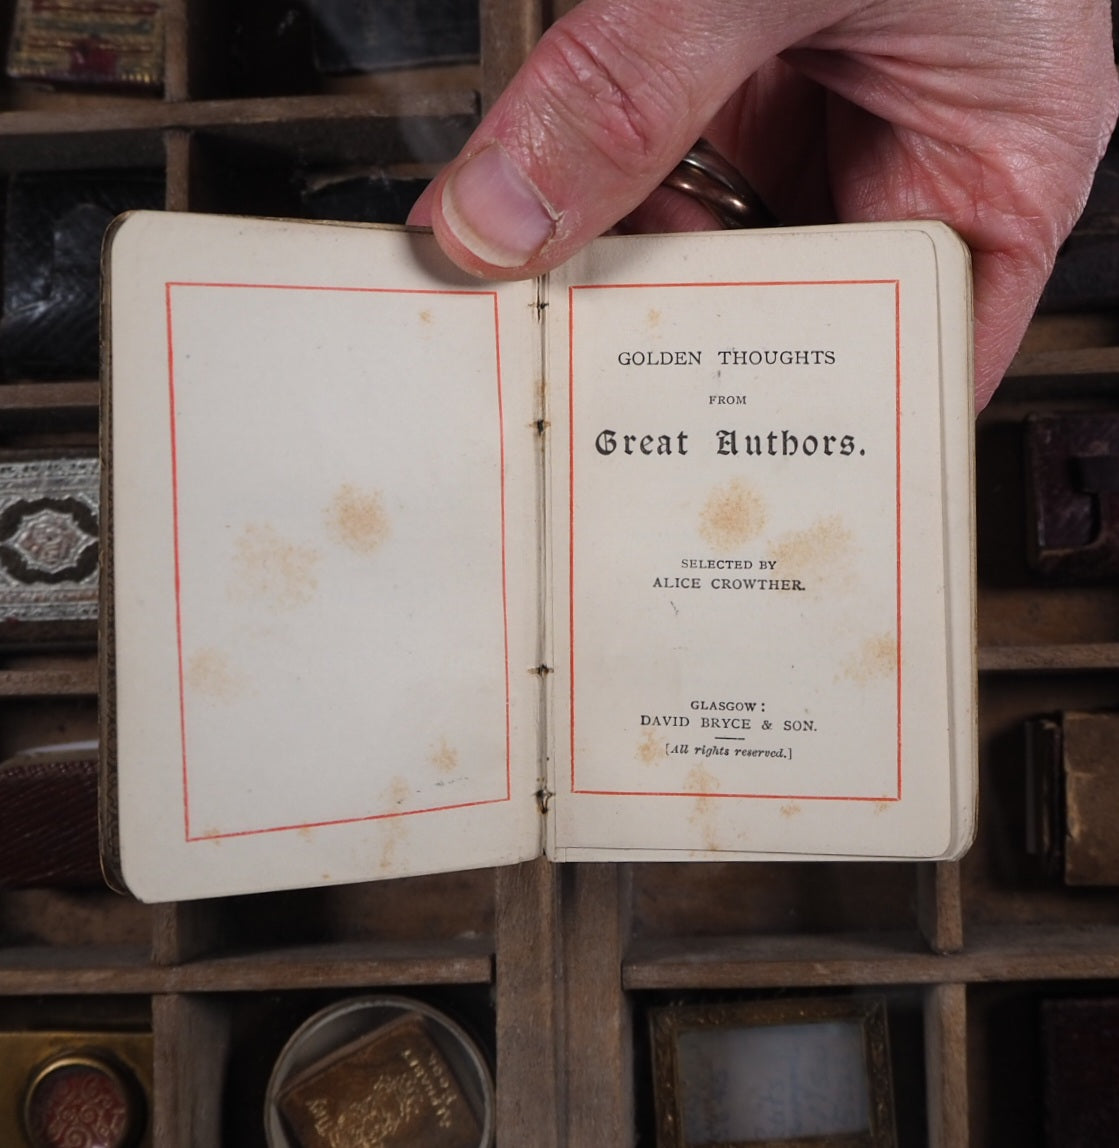 GOLDEN THOUGHTS
FROM
Great Authors.
SELECTED BY
ALICE CROWTHER.
GLASGOW:
DAVID BRYCE & SON.
[All rights reserved.]